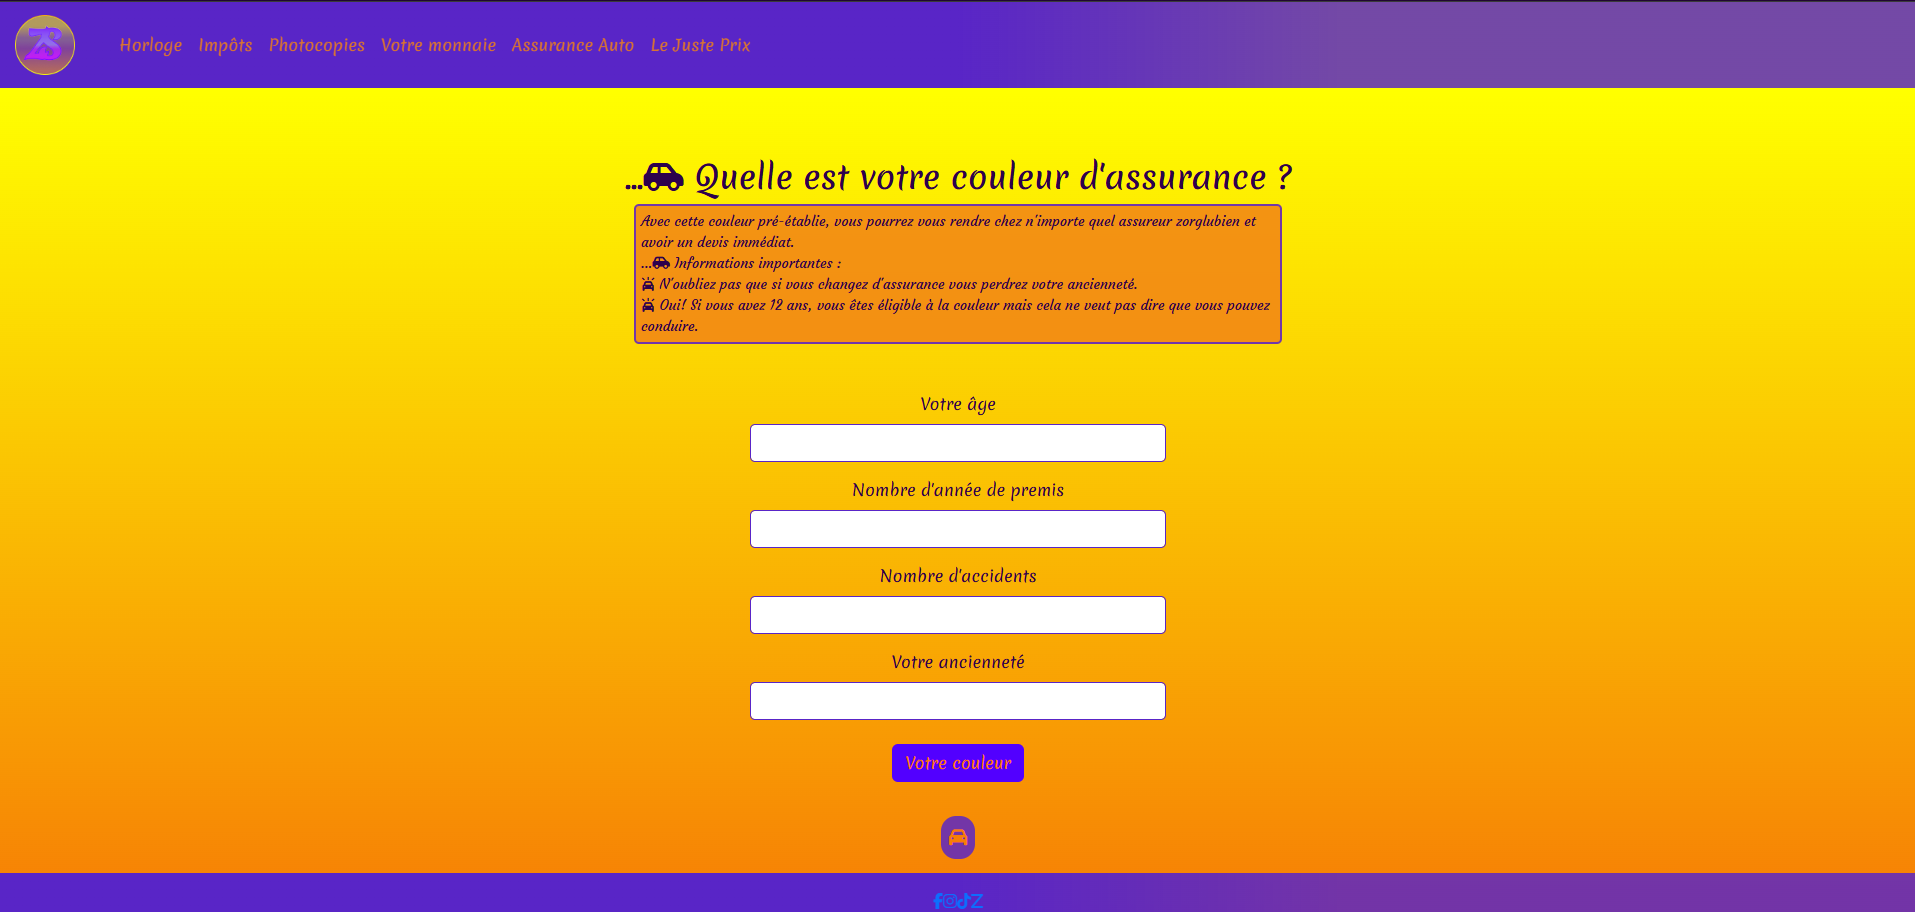 ZS
Horloge Impôts Photocopies Votre monnaie Assurance Auto Le Juste Prix
... Quelle est votre couleur d'assurance ?
Avec cette couleur pré-établie, vous pourrez vous rendre chez n'importe quel assureur zorglubien et
avoir un devis immédiat.
... Informations importantes :
N'oubliez pas que si vous changez d'assurance vous perdrez votre ancienneté.
Oui! Si vous avez 12 ans, vous êtes éligible à la couleur mais cela ne veut pas dire que vous pouvez
conduire.
Votre âge
Nombre d'année de premis
Nombre d'accidents
Votre ancienneté
Votre couleur
Z